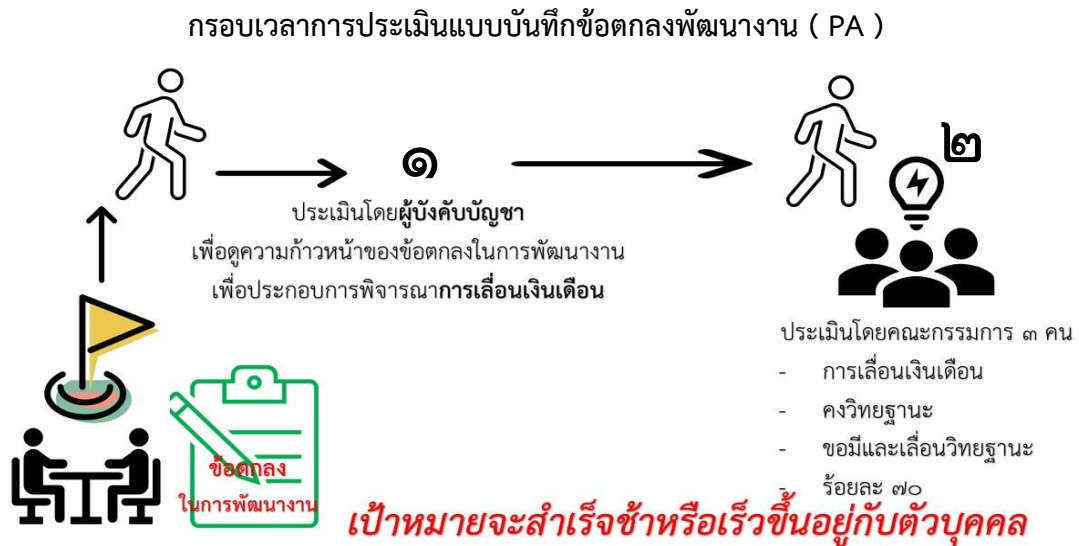 กรอบเวลาการประเมินแบบบันทึกข้อตกลงพัฒนางาน ( PA )
๑
ประเมินโดยผู้บังคับบัญชา
เพื่อดูความก้าวหน้าของข้อตกลงในการพัฒนางาน
เพื่อประกอบการพิจารณาการเลื่อนเงินเดือน
๒
ประเมินโดยคณะกรรมการ ๓ คน
- การเลื่อนเงินเดือน
- คงวิทยฐานะ
- ขอมีและเลื่อนวิทยฐานะ
- ร้อยละ ๗๐
ข้อตกลง
ในการพัฒนางาน
เป้าหมายจะสำเร็จช้าหรือเร็วขึ้นอยู่กับตัวบุคคล